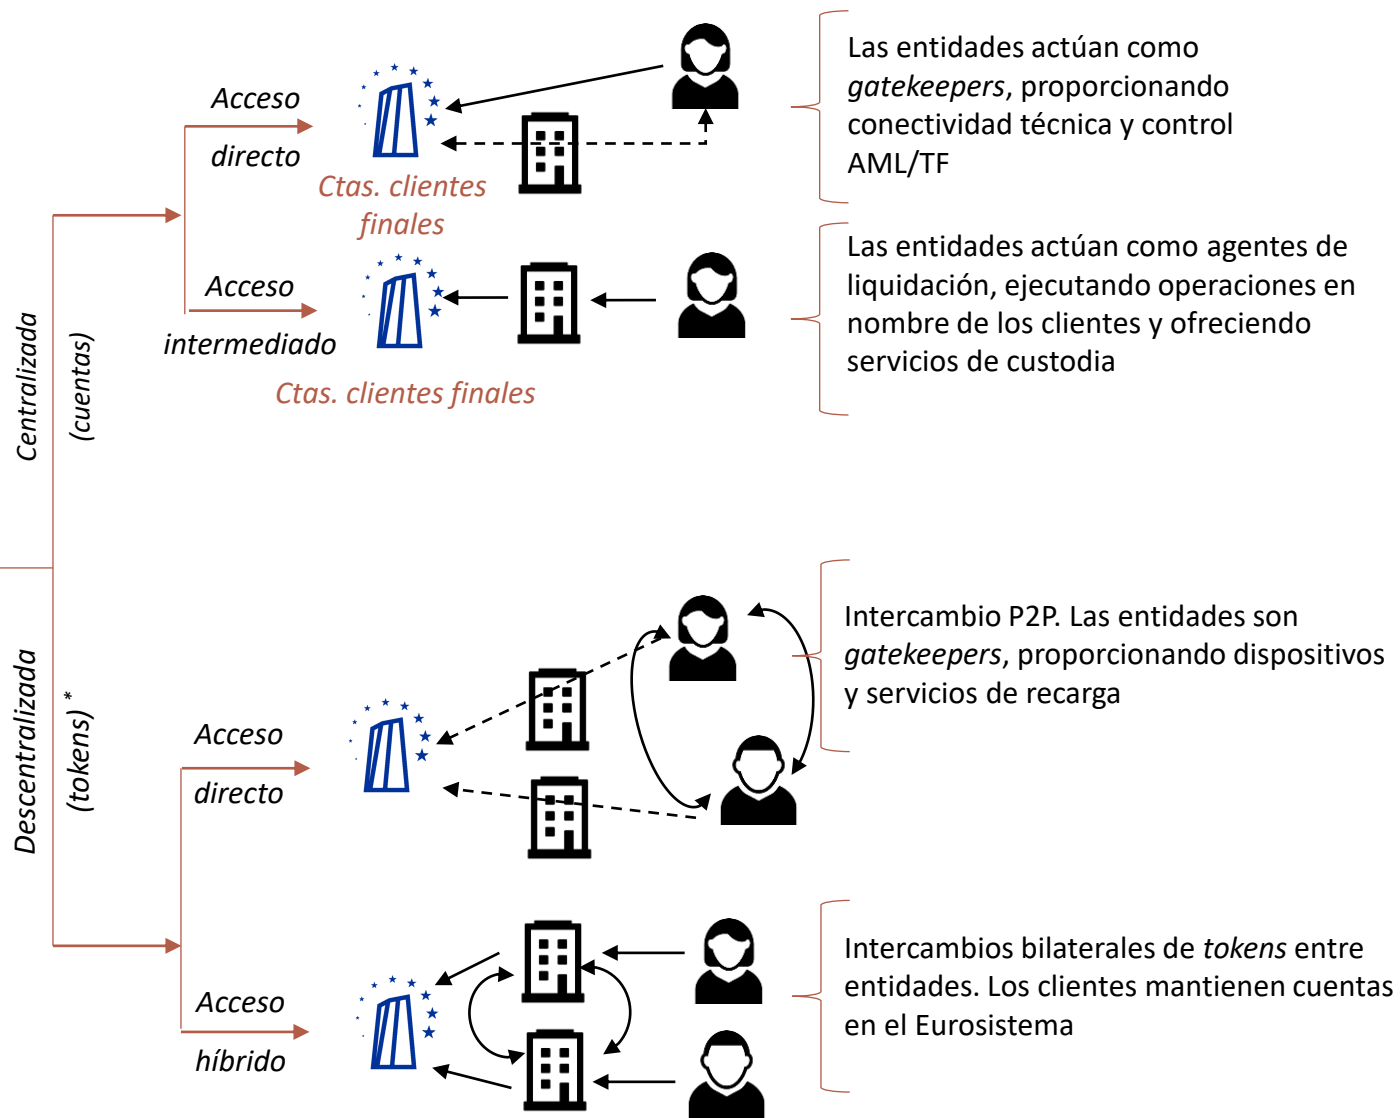 Centralizada
(cuentas)
Acceso
directo
Ctas. clientes
finales
Las entidades actúan como
gatekeepers, proporcionando
conectividad técnica y control
AML/TF
Acceso
intermediado
Ctas. clientes finales
Las entidades actúan como agentes de
liquidación, ejecutando operaciones en
nombre de los clientes y ofreciendo
servicios de custodia
Descentralizada
(tokens) *
Acceso
directo
Intercambio P2P. Las entidades son
gatekeepers, proporcionando dispositivos
y servicios de recarga
Acceso
híbrido
Intercambios bilaterales de tokens entre
entidades. Los clientes mantienen cuentas
en el Eurosistema